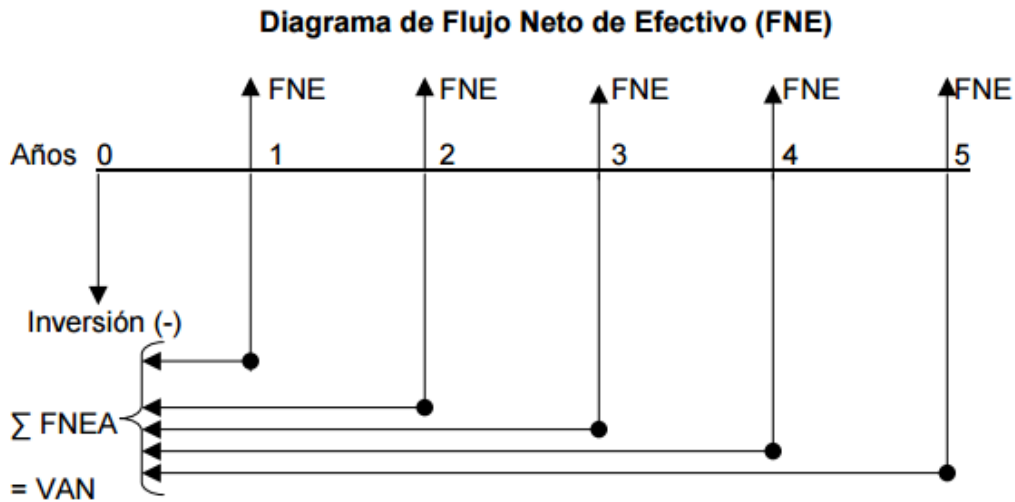 Diagrama de Flujo Neto de Efectivo (FNE)
FNE FNE FNE FNE FNE
Años 0 1 2 3 4 5
Inversión (-)
∑ FNEA
= VAN